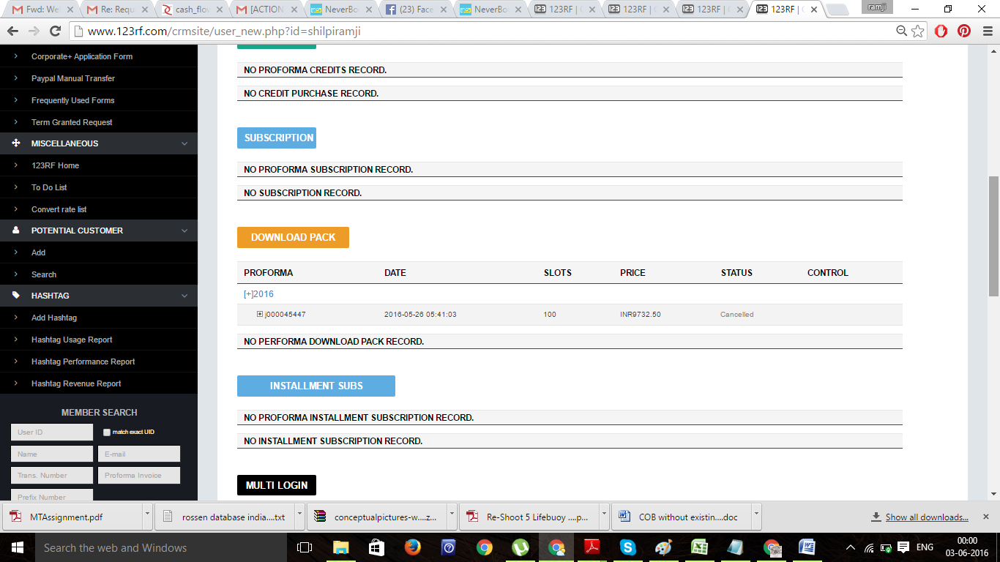 Fwd: We
Re: Requ
cash_flow
[ACTION
NeverBo
(23) Face
NeverBo
123RF | (
123RF | (
123RF | (
123RF | (
ramji
www.123rf.com/crmsite/user_new.php?id=shilpiramji
Corporate+ Application Form
Paypal Manual Transfer
Frequently Used Forms
Term Granted Request
MISCELLANEOUS
123RF Home
To Do List
Convert rate list
POTENTIAL CUSTOMER
Add
Search
HASHTAG
Add Hashtag
Hashtag Usage Report
Hashtag Performance Report
Hashtag Revenue Report
MEMBER SEARCH
User ID match exact UID
Name E-mail
Trans. Number Proforma Invoice
Prefix Number
NO PROFORMA CREDITS RECORD.
NO CREDIT PURCHASE RECORD.
SUBSCRIPTION
NO PROFORMA SUBSCRIPTION RECORD.
NO SUBSCRIPTION RECORD.
DOWNLOAD PACK
PROFORMA DATE SLOTS PRICE STATUS CONTROL
[+]2016
j000045447 2016-05-26 05:41:03 100 INR9732.50 Cancelled
NO PERFORMA DOWNLOAD PACK RECORD.
INSTALLMENT SUBS
NO PROFORMA INSTALLMENT SUBSCRIPTION RECORD.
NO INSTALLMENT SUBSCRIPTION RECORD.
MULTI LOGIN
MTAssignment.pdf
rossen database india....txt
conceptualpictures-w....z...
Re-Shoot 5 Lifebuoy ....p...
COB without existin....doc
Show all downloads...
Search the web and Windows
ENG
00:00
03-06-2016